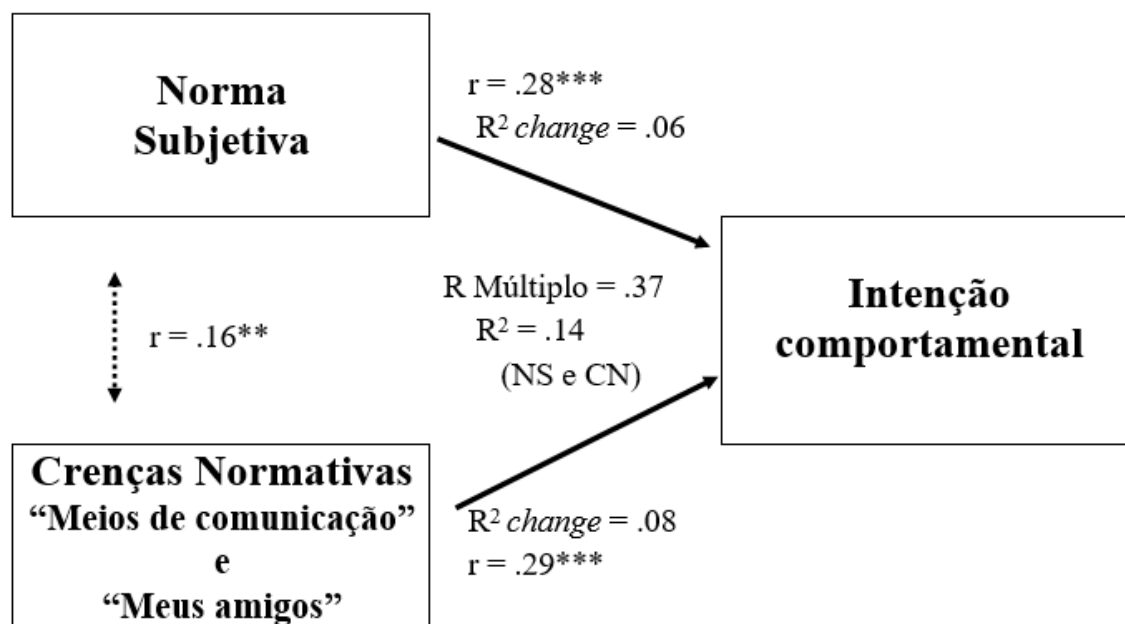 Norma
Subjetiva
r = .28***
R² change = .06
r = .16**
R Múltiplo = .37
R² = .14
(NS e CN)
Intenção
comportamental
Crenças Normativas
“Meios de comunicação”
e
“Meus amigos”
R² change = .08
r = .29***